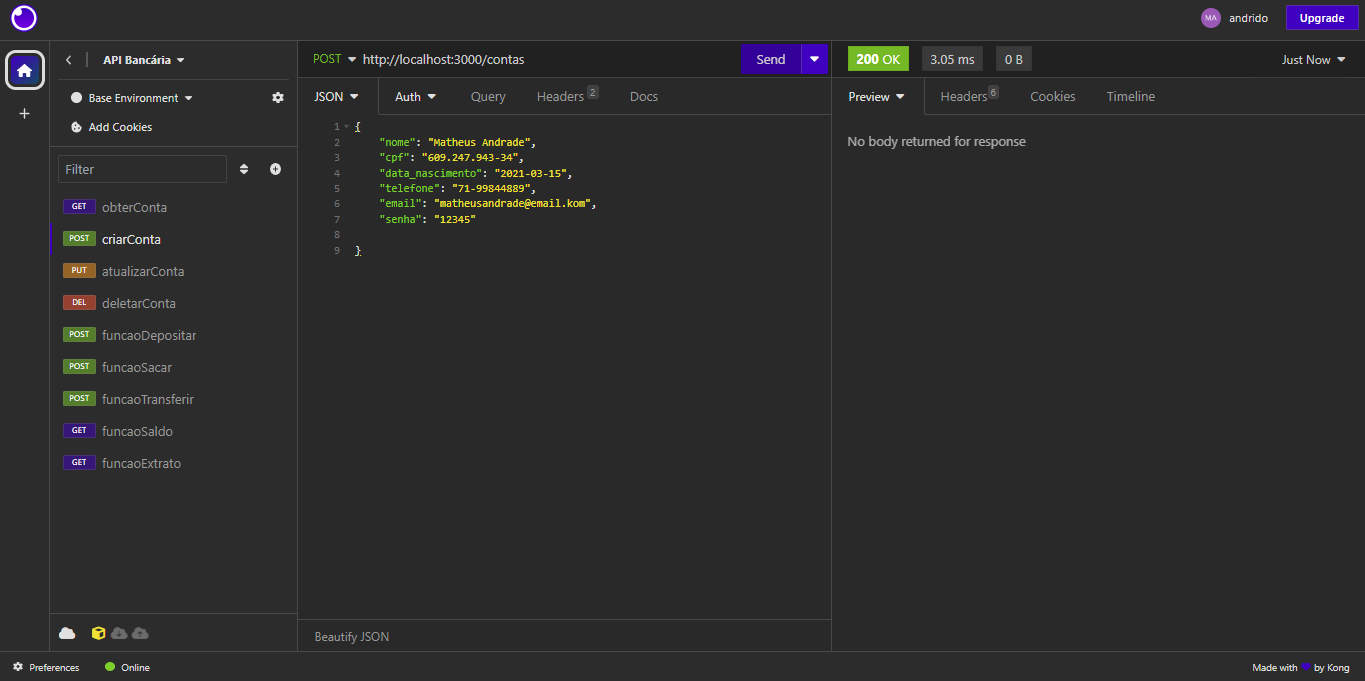 MA andrido Upgrade
API Bancária
Base Environment
Add Cookies
Filter
GET obterConta
POST criarConta
PUT atualizarConta
DEL deletarConta
POST funcaoDepositar
POST funcaoSacar
POST funcaoTransferir
GET funcaoSaldo
GET funcaoExtrato
POST http://localhost:3000/contas Send
JSON Auth Query Headers 2 Docs
1 {
2 "nome": "Matheus Andrade",
3 "cpf": "609.247.943-34",
4 "data_nascimento": "2021-03-15",
5 "telefone": "71-99844889",
6 "email": "matheusandrade@email.kom",
7 "senha": "12345"
8
9 }
Beautify JSON
200 OK 3.05 ms 0 B Just Now
Preview Headers 6 Cookies Timeline
No body returned for response
Preferences Online Made with by Kong